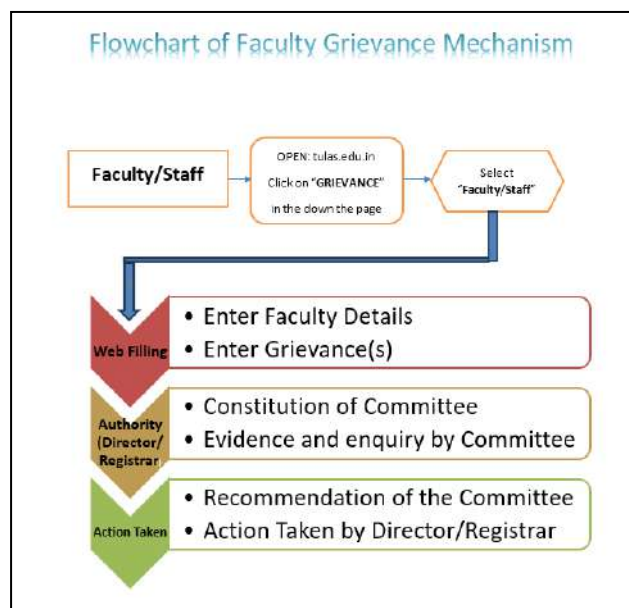 Flowchart of Faculty Grievance Mechanism
Faculty/Staff
OPEN: tulas.edu.in
Click on "GRIEVANCE"
in the down the page
Select
"Faculty/Staff"
Web Filling
• Enter Faculty Details
• Enter Grievance(s)
Authority
(Director/
Registrar)
• Constitution of Committee
• Evidence and enquiry by Committee
Action Taken
• Recommendation of the Committee
• Action Taken by Director/Registrar